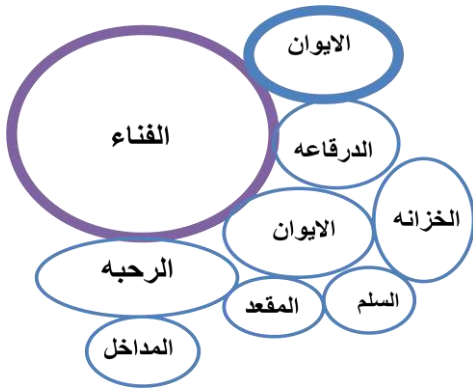 الايوان
الفناء
الدرقاعه
الخزانه
الايوان
الرحبه
السلم
المقعد
المداخل